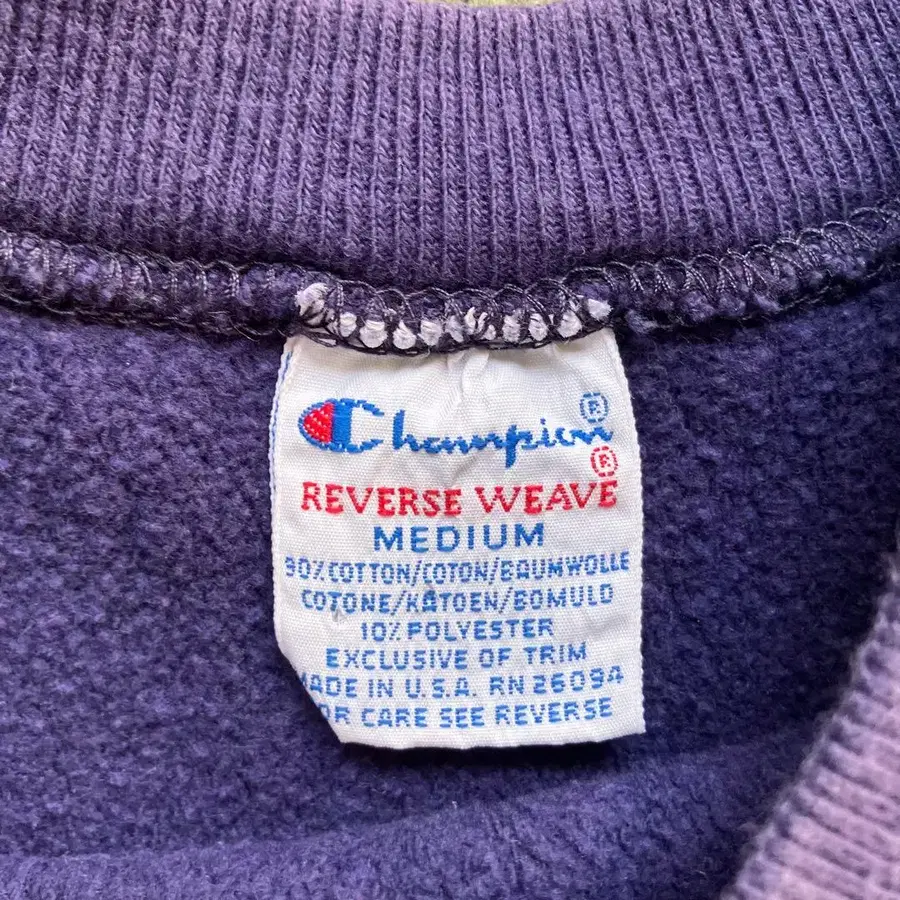 Champion®
®
REVERSE WEAVE
MEDIUM
90% COTTON/COTON/BAUMWOLLE
COTONE/KATOEN/BOMULD
10% POLYESTER
EXCLUSIVE OF TRIM
MADE IN U.S.A. RN 26094
FOR CARE SEE REVERSE